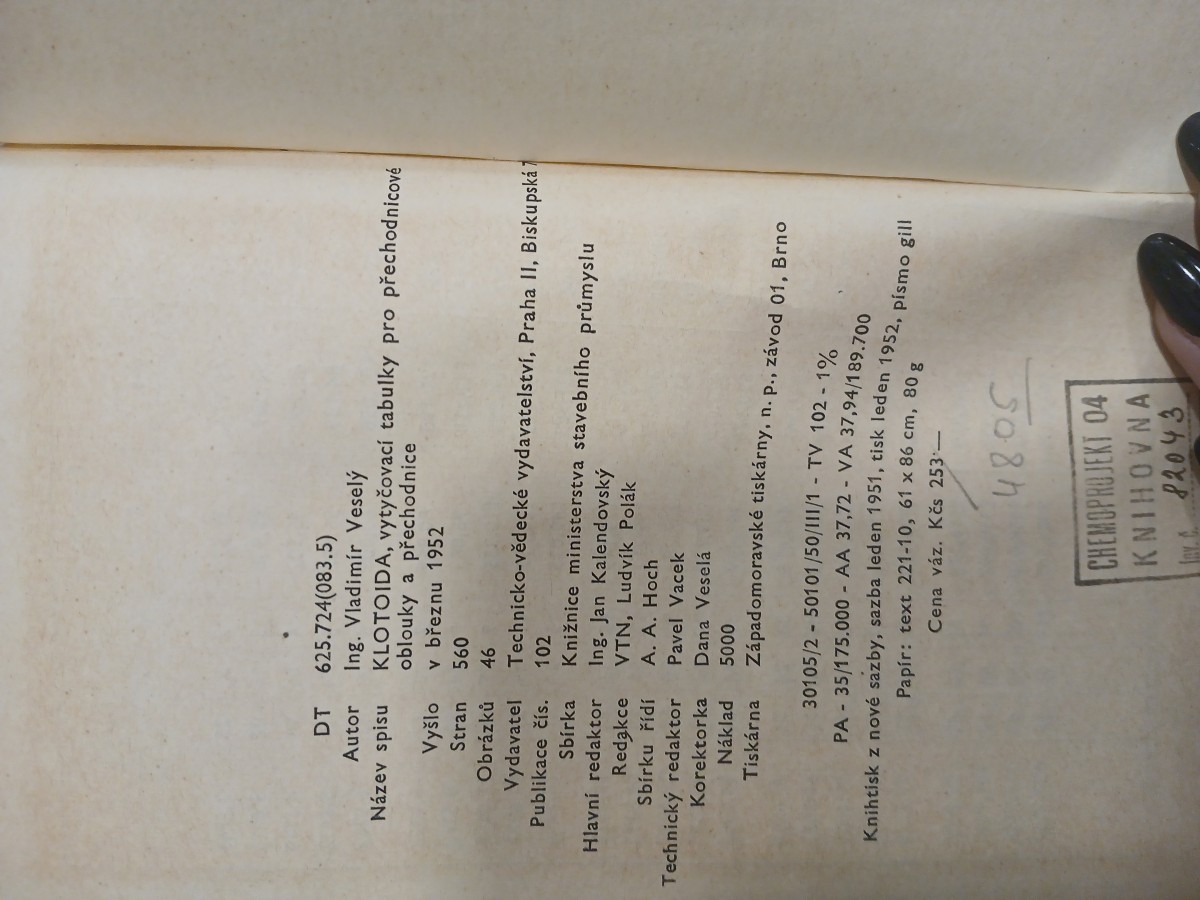 DT 625.724(083.5)
Autor Ing. Vladimír Veselý
Název spisu KLOTOIDA, vytyčovací tabulky pro přechodnicové
oblouky a přechodnice
Vyšlo v březnu 1952
Stran 560
Obrázků 46
Vydavatel Technicko-vědecké vydavatelství, Praha II, Biskupská
Publikace čís. 102
Sbírka Knižnice ministerstva stavebního průmyslu
Hlavní redaktor Ing. Jan Kalendovský
Redakce VTN, Ludvík Polák
Sbírku řídí A. A. Hoch
Technický redaktor Pavel Vacek
Korektorka Dana Veselá
Náklad 5000
Tiskárna Západomoravské tiskárny, n. p., závod 01, Brno
30105/2 - 50101/50/III/1 - TV 102 - 1%
PA - 35/175.000 - AA 37,72 - VA 37,94/189.700
Knihtisk z nové sazby, sazba leden 1951, tisk leden 1952, písmo gill
Papír: text 221-10, 61 x 86 cm, 80 g
Cena váz. Kčs 253·—
4805
CHEMOPROJEKT 04
KNIHOVNA
Inv. č. 82043